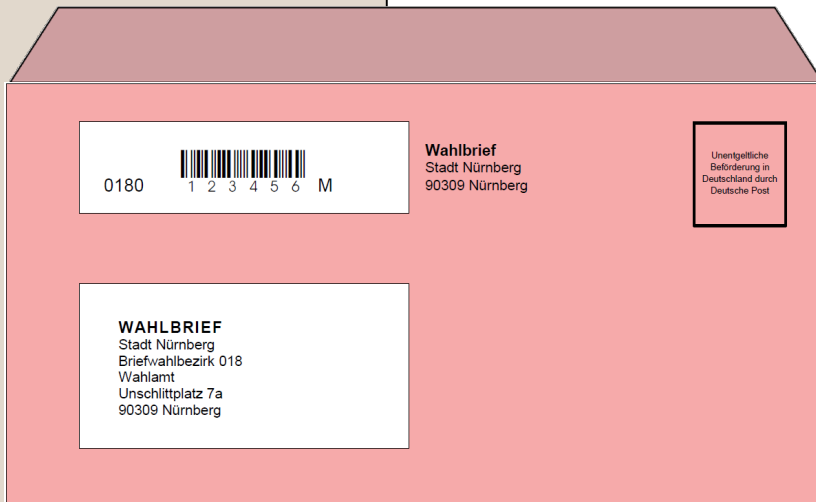 0180
1 2 3 4 5 6 M
Wahlbrief
Stadt Nürnberg
90309 Nürnberg
Unentgeltliche
Beförderung in
Deutschland durch
Deutsche Post
WAHLBRIEF
Stadt Nürnberg
Briefwahlbezirk 018
Wahlamt
Unschlittplatz 7a
90309 Nürnberg